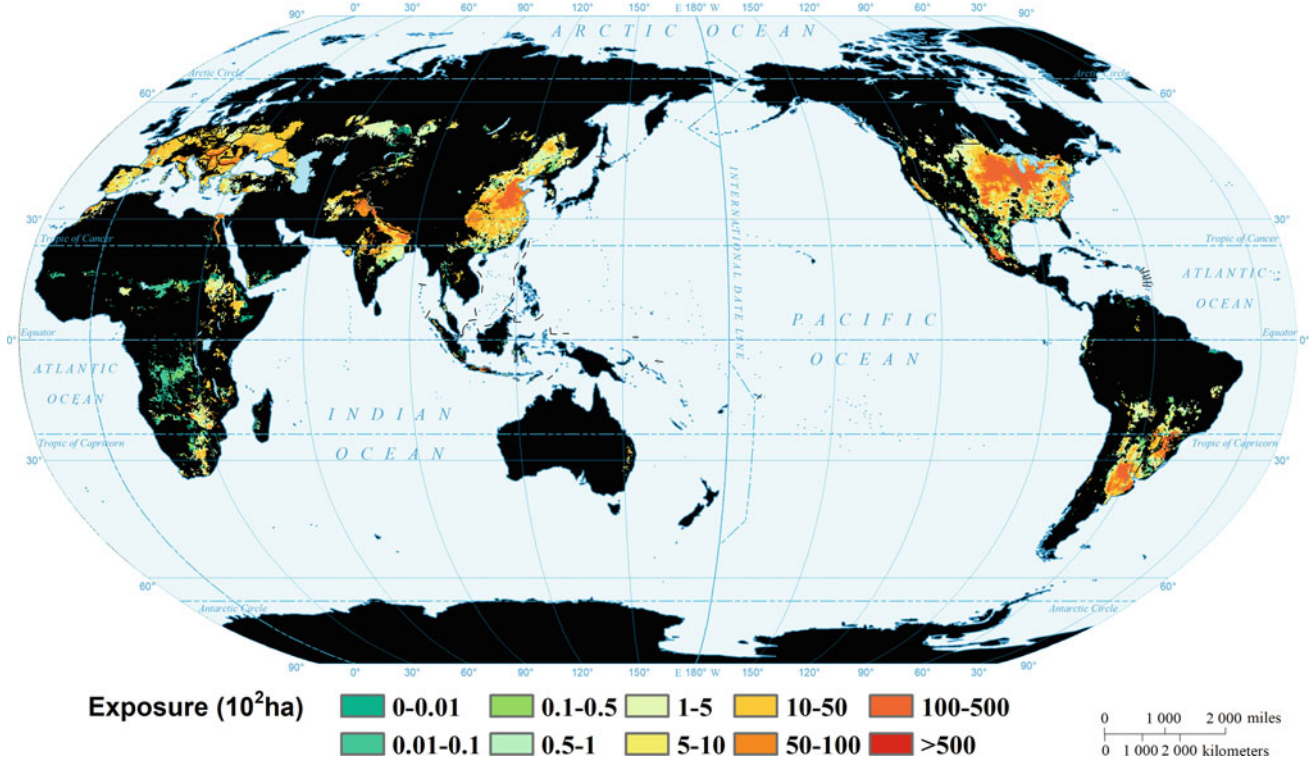 90° 0° 30° 60° 90° 120° 150° E 180° W 150° 120° 90° 60° 30° 0° 90°
ARCTIC OCEAN
Arctic Circle
Arctic Circle
60°
60°
INTERNATIONAL DATE LINE
30°
30°
Tropic of Cancer
Tropic of Cancer
ATLANTIC
OCEAN
PACIFIC
OCEAN
Equator
Equator
0°
0°
ATLANTIC
OCEAN
INDIAN
OCEAN
Tropic of Capricorn
Tropic of Capricorn
30°
30°
60°
60°
Antarctic Circle
Antarctic Circle
90° 0° 30° 60° 90° 120° 150° E 180° W 150° 120° 90° 60° 30° 0° 90°
Exposure (10²ha)
0-0.01 0.1-0.5 1-5 10-50 100-500
0.01-0.1 0.5-1 5-10 50-100 >500
0 1 000 2 000 miles
0 1 000 2 000 kilometers